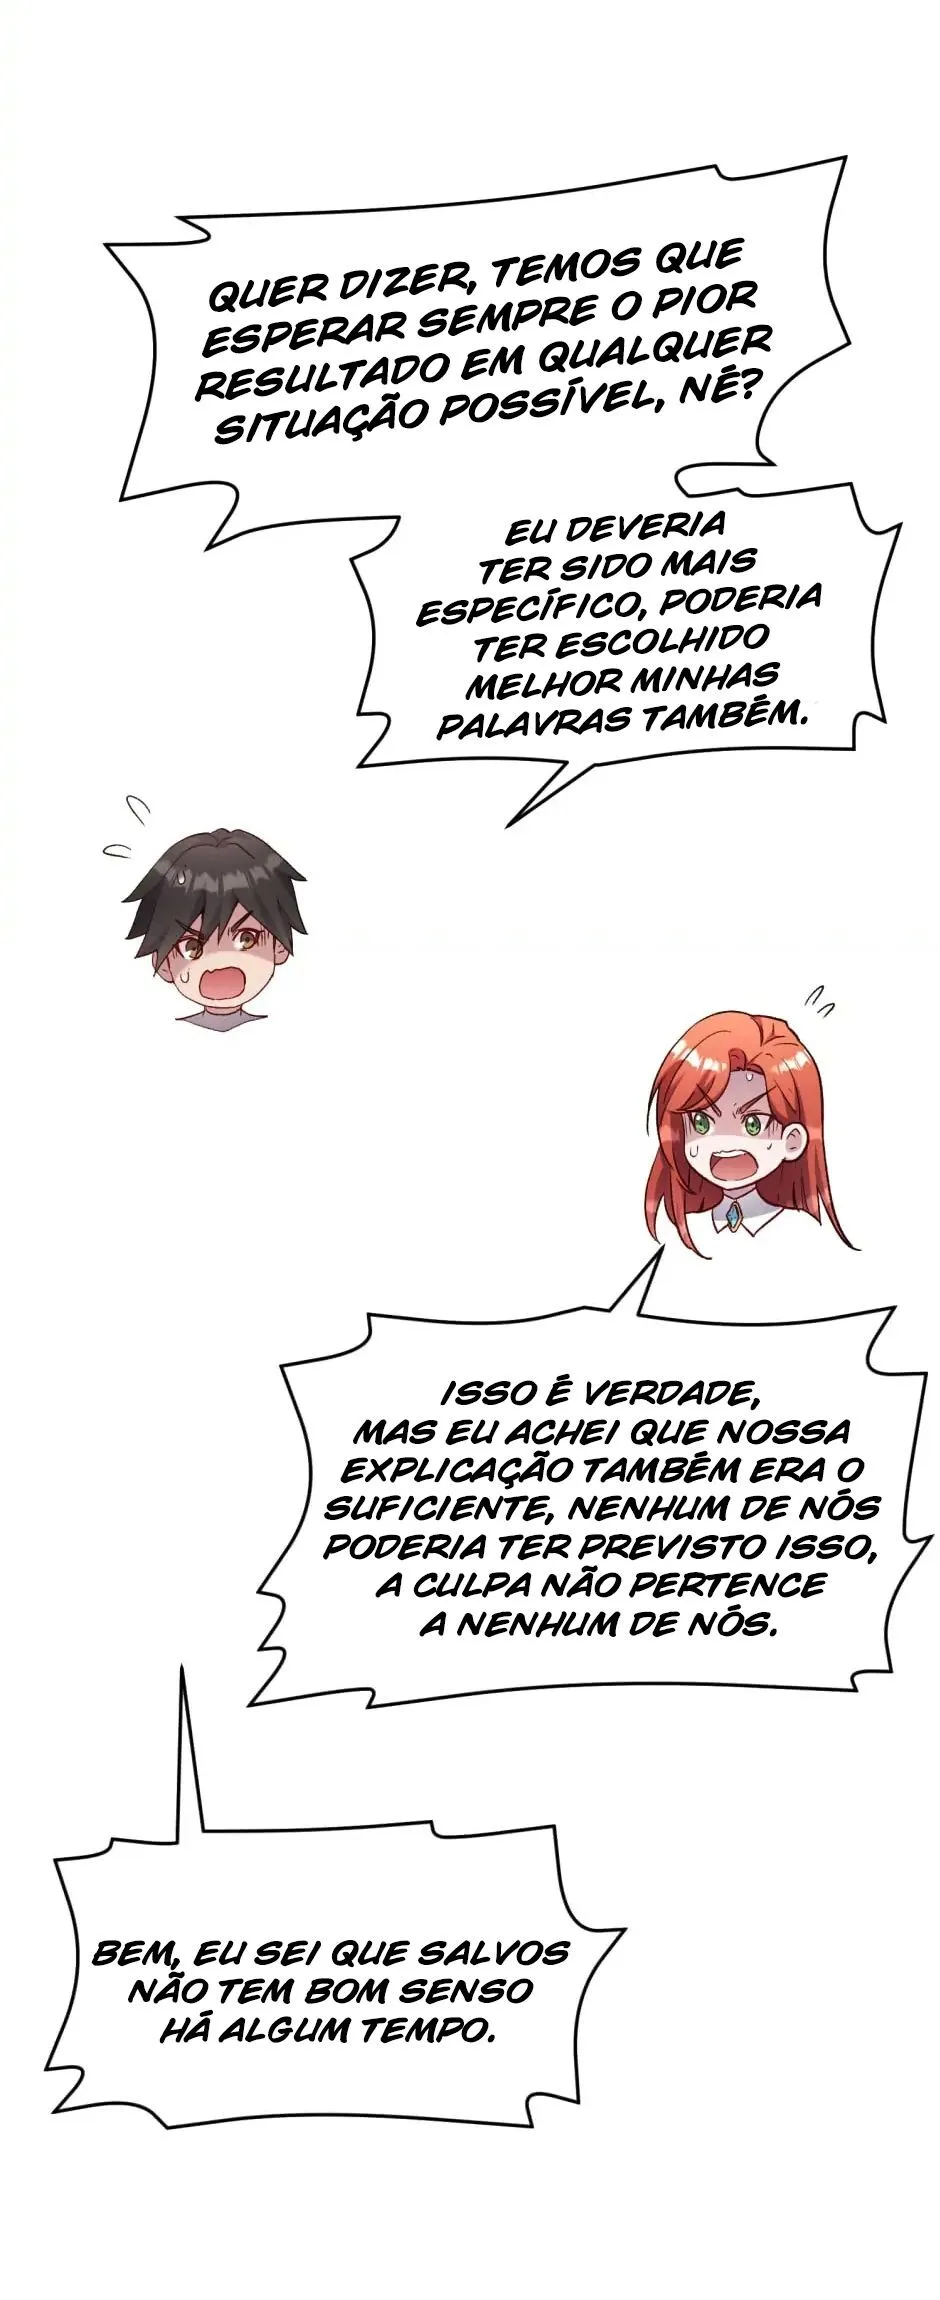 QUER DIZER, TEMOS QUE
ESPERAR SEMPRE O PIOR
RESULTADO EM QUALQUER
SITUAÇÃO POSSÍVEL, NÉ?
EU DEVERIA
TER SIDO MAIS
ESPECÍFICO, PODERIA
TER ESCOLHIDO
MELHOR MINHAS
PALAVRAS TAMBÉM.
ISSO É VERDADE,
MAS EU ACHEI QUE NOSSA
EXPLICAÇÃO TAMBÉM ERA O
SUFICIENTE, NENHUM DE NÓS
PODERIA TER PREVISTO ISSO,
A CULPA NÃO PERTENCE
A NENHUM DE NÓS.
BEM, EU SEI QUE SALVOS
NÃO TEM BOM SENSO
HÁ ALGUM TEMPO.